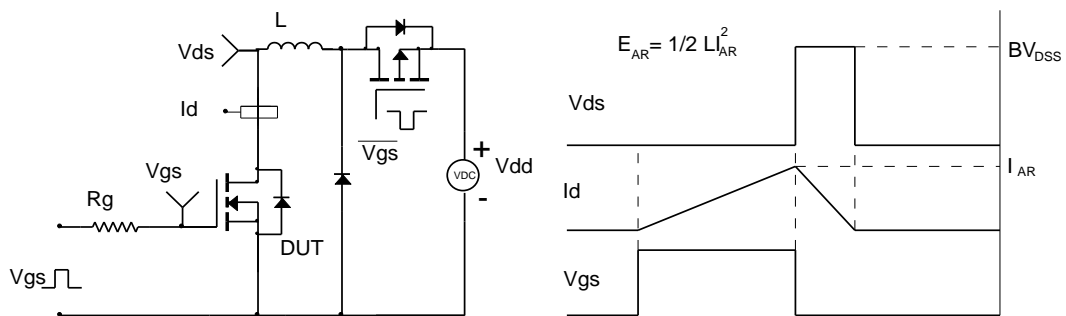 L
Vds
Id
Vgs
Vgs
Rg
DUT
Vgs
+
VDC
Vdd
-
E_AR= 1/2 LI_AR^2
BV_DSS
Vds
I_AR
Id
Vgs